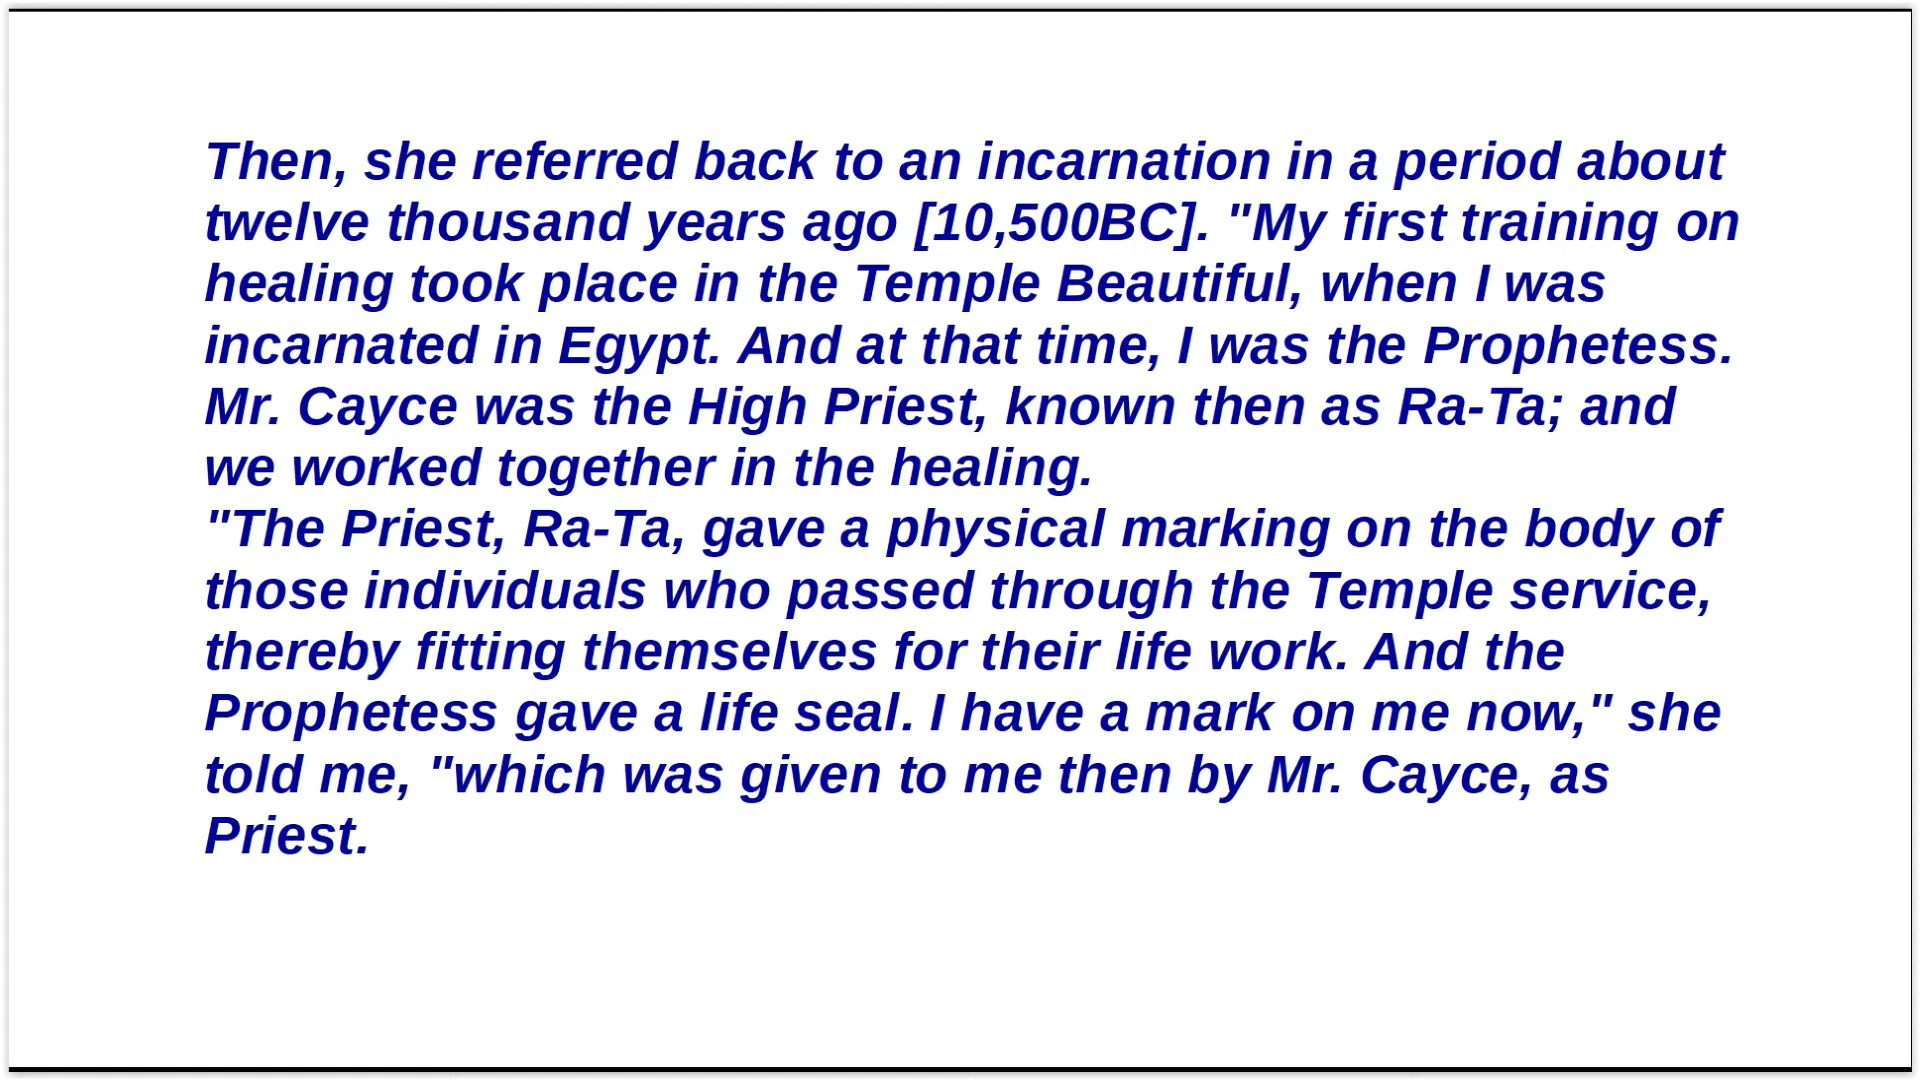 Then, she referred back to an incarnation in a period about
twelve thousand years ago [10,500BC]. "My first training on
healing took place in the Temple Beautiful, when I was
incarnated in Egypt. And at that time, I was the Prophetess.
Mr. Cayce was the High Priest, known then as Ra-Ta; and
we worked together in the healing.
"The Priest, Ra-Ta, gave a physical marking on the body of
those individuals who passed through the Temple service,
thereby fitting themselves for their life work. And the
Prophetess gave a life seal. I have a mark on me now," she
told me, "which was given to me then by Mr. Cayce, as
Priest.